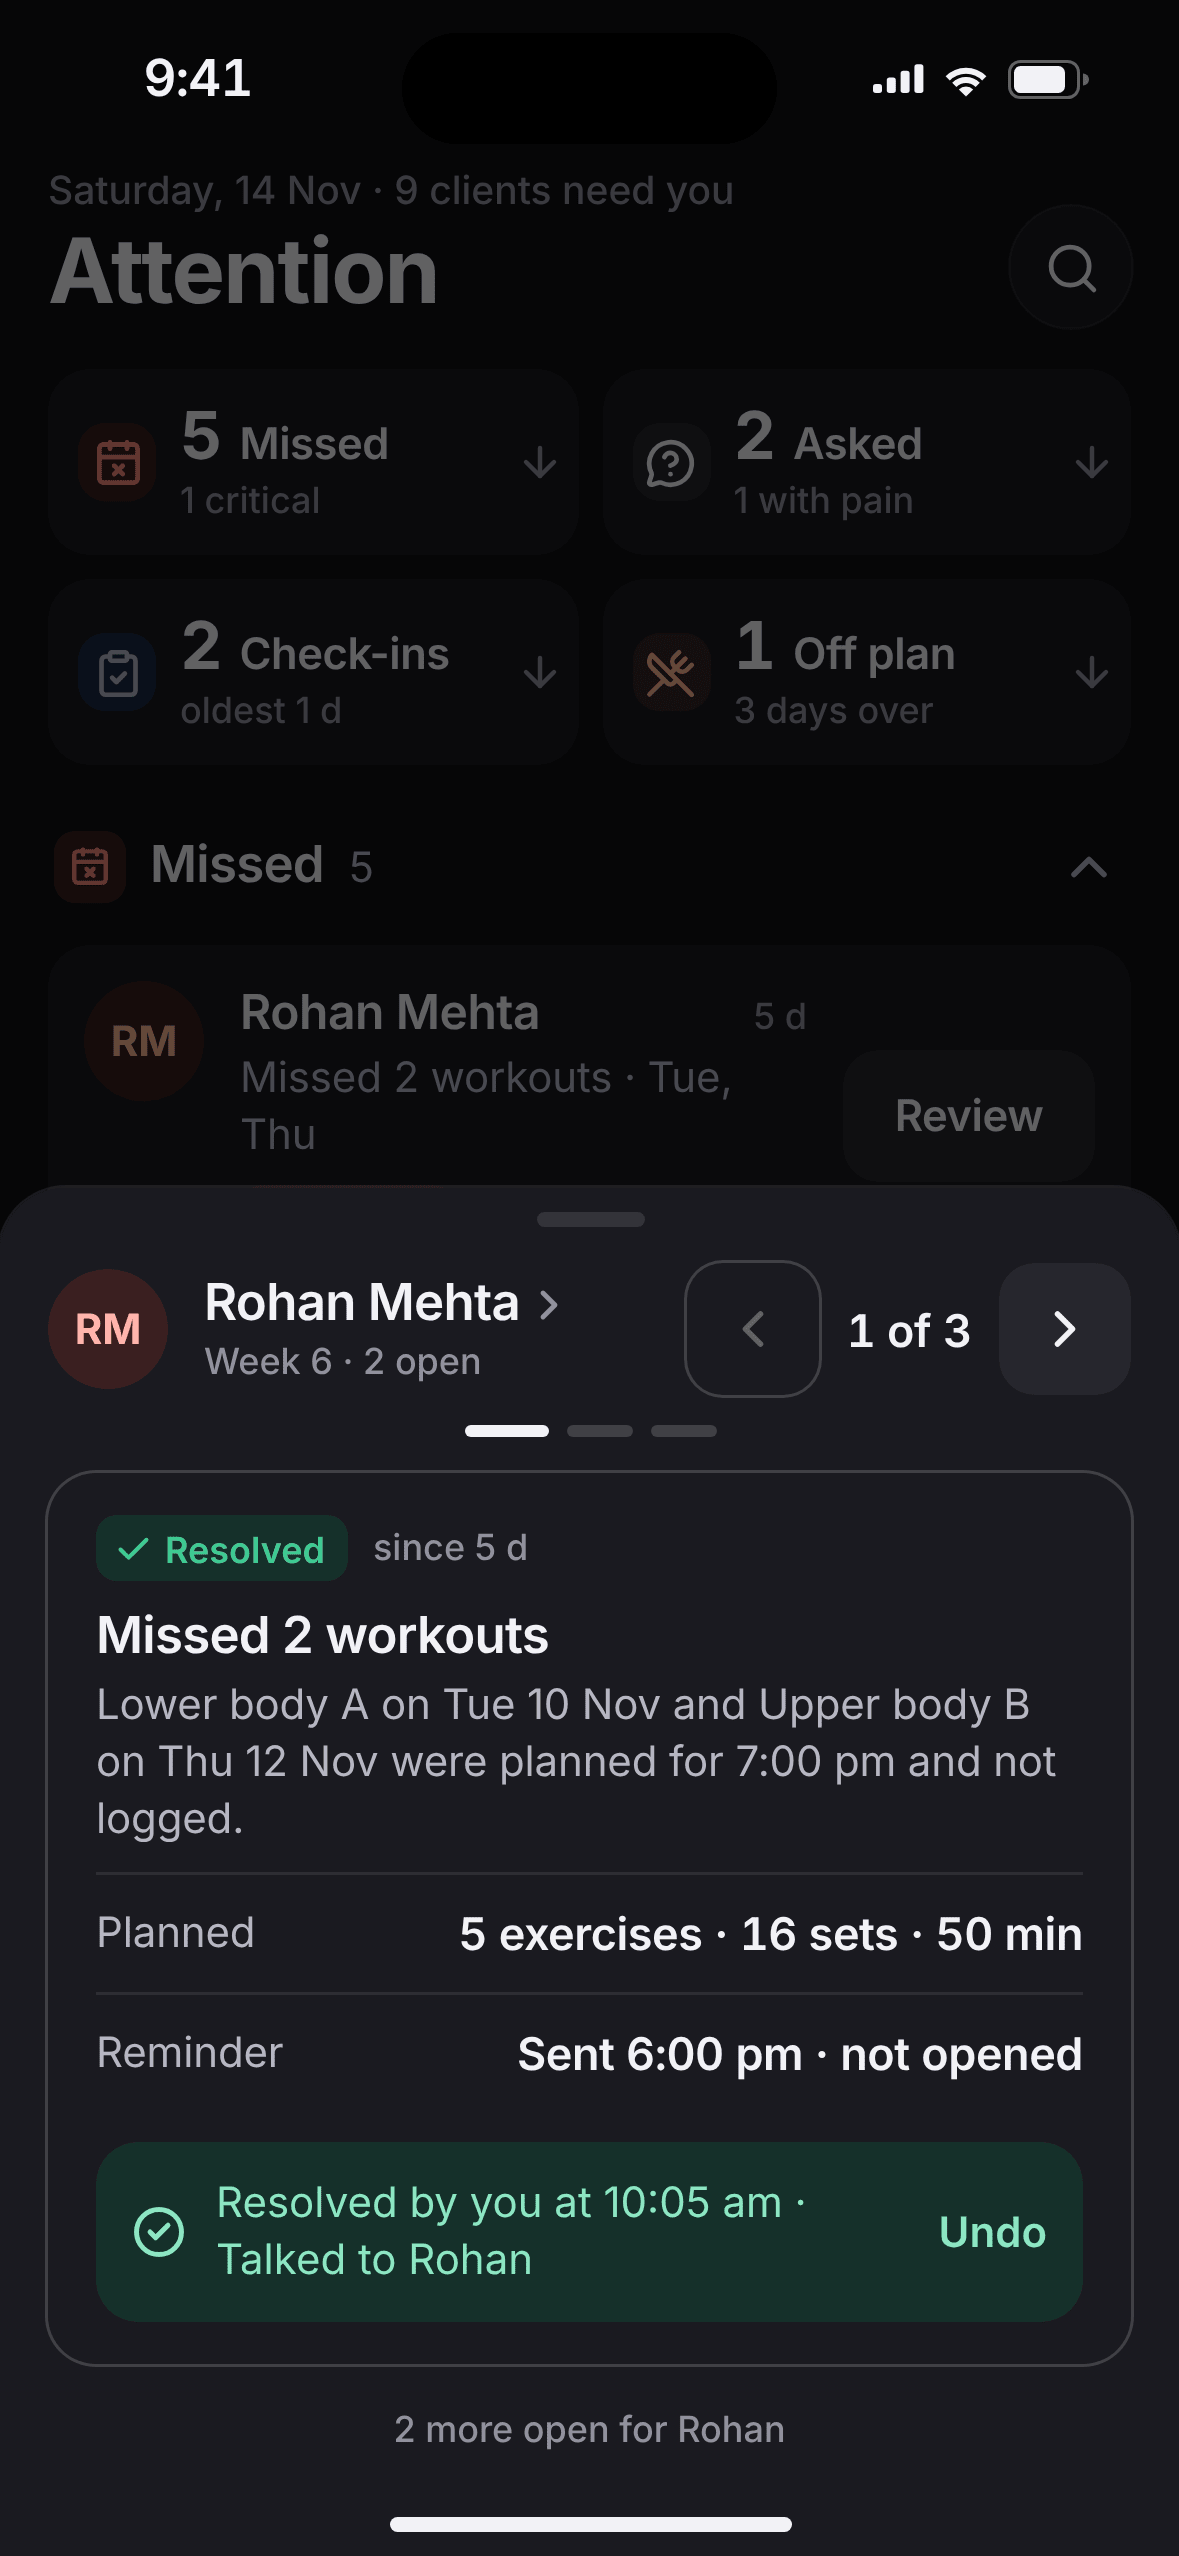 9:41
Saturday, 14 Nov · 9 clients need you
Attention
5 Missed
1 critical
2 Asked
1 with pain
2 Check-ins
oldest 1 d
1 Off plan
3 days over
Missed 5
RM
Rohan Mehta
5 d
Missed 2 workouts · Tue,
Thu
Review
RM
Rohan Mehta
Week 6 · 2 open
1 of 3
Resolved
since 5 d
Missed 2 workouts
Lower body A on Tue 10 Nov and Upper body B
on Thu 12 Nov were planned for 7:00 pm and not
logged.
Planned
5 exercises · 16 sets · 50 min
Reminder
Sent 6:00 pm · not opened
Resolved by you at 10:05 am ·
Talked to Rohan
Undo
2 more open for Rohan